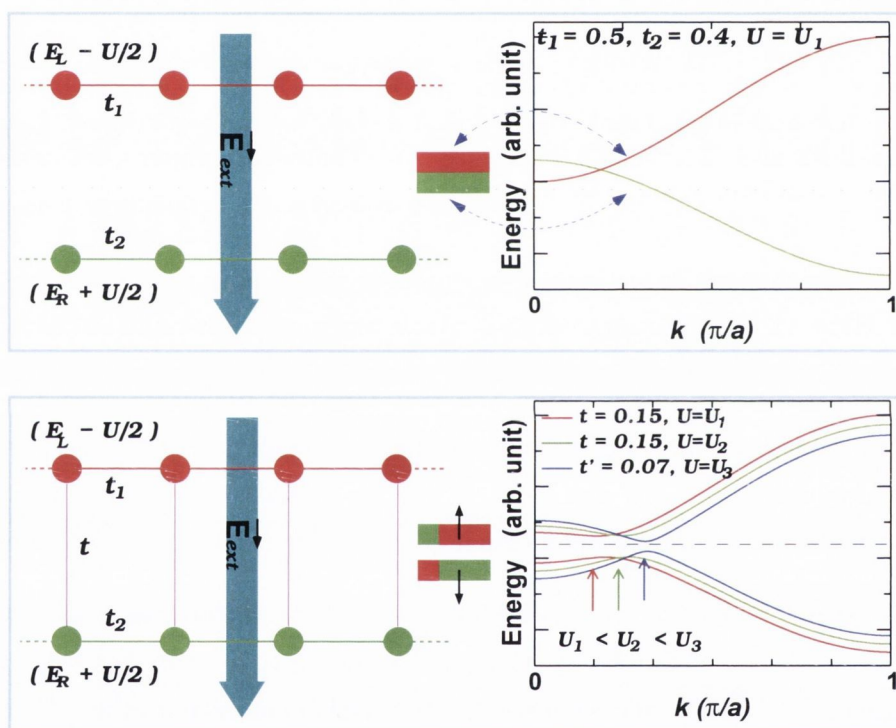 ( E_L − U/2 )
t_1
E_ext
t_2
( E_R + U/2 )
t_1 = 0.5, t_2 = 0.4, U = U_1
Energy (arb. unit)
0
1
k (π/a)
( E_L − U/2 )
t_1
t
E_ext
t_2
( E_R + U/2 )
t = 0.15, U=U_1
t = 0.15, U=U_2
t' = 0.07, U=U_3
Energy (arb. unit)
U_1 < U_2 < U_3
0
1
k (π/a)